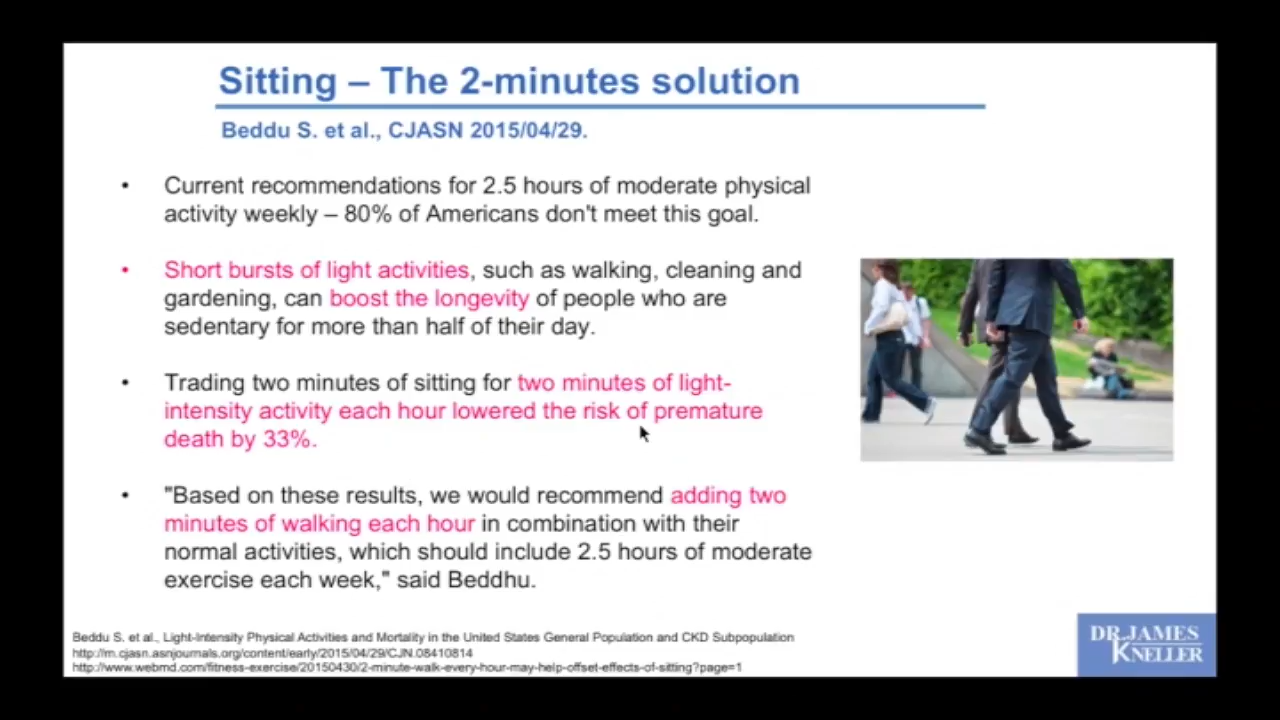 Sitting – The 2-minutes solution
Beddu S. et al., CJASN 2015/04/29.
• Current recommendations for 2.5 hours of moderate physical
activity weekly – 80% of Americans don't meet this goal.
• Short bursts of light activities, such as walking, cleaning and
gardening, can boost the longevity of people who are
sedentary for more than half of their day.
• Trading two minutes of sitting for two minutes of light-
intensity activity each hour lowered the risk of premature
death by 33%.
• "Based on these results, we would recommend adding two
minutes of walking each hour in combination with their
normal activities, which should include 2.5 hours of moderate
exercise each week," said Beddhu.
Beddu S. et al., Light-Intensity Physical Activities and Mortality in the United States General Population and CKD Subpopulation
http://m.cjasn.asnjournals.org/content/early/2015/04/29/CJN.08410814
http://www.webmd.com/fitness-exercise/20150430/2-minute-walk-every-hour-may-help-offset-effects-of-sitting?page=1
DR.JAMES
KNELLER